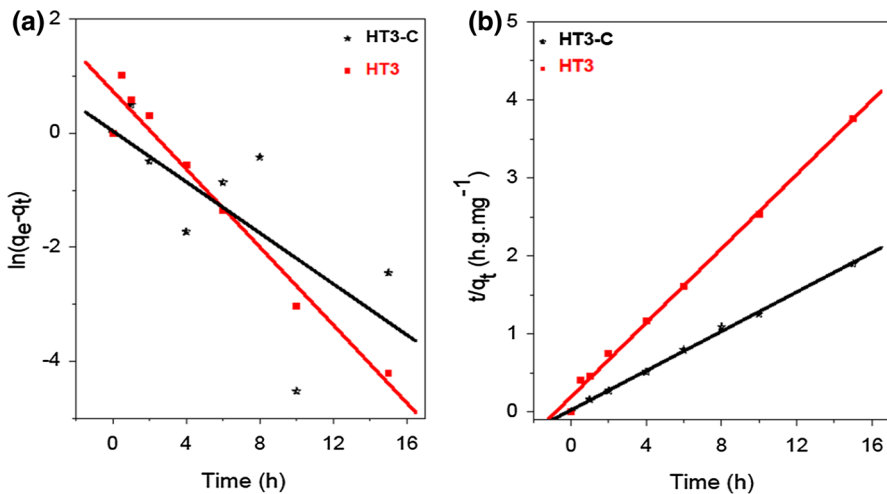 (a)
HT3-C
HT3
2
0
-2
-4
ln(qe-qt)
0 4 8 12 16
Time (h)
(b)
HT3-C
HT3
5
4
3
2
1
0
t/qt (h.g.mg-1)
0 4 8 12 16
Time (h)